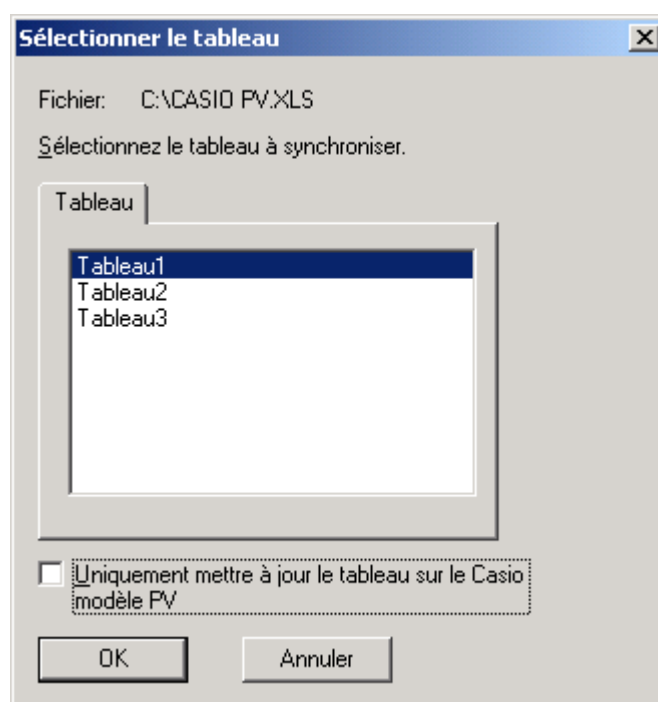 Sélectionner le tableau
Fichier: C:\CASIO PV.XLS
Sélectionnez le tableau à synchroniser.
Tableau
Tableau1
Tableau2
Tableau3
Uniquement mettre à jour le tableau sur le Casio
modèle PV
OK Annuler